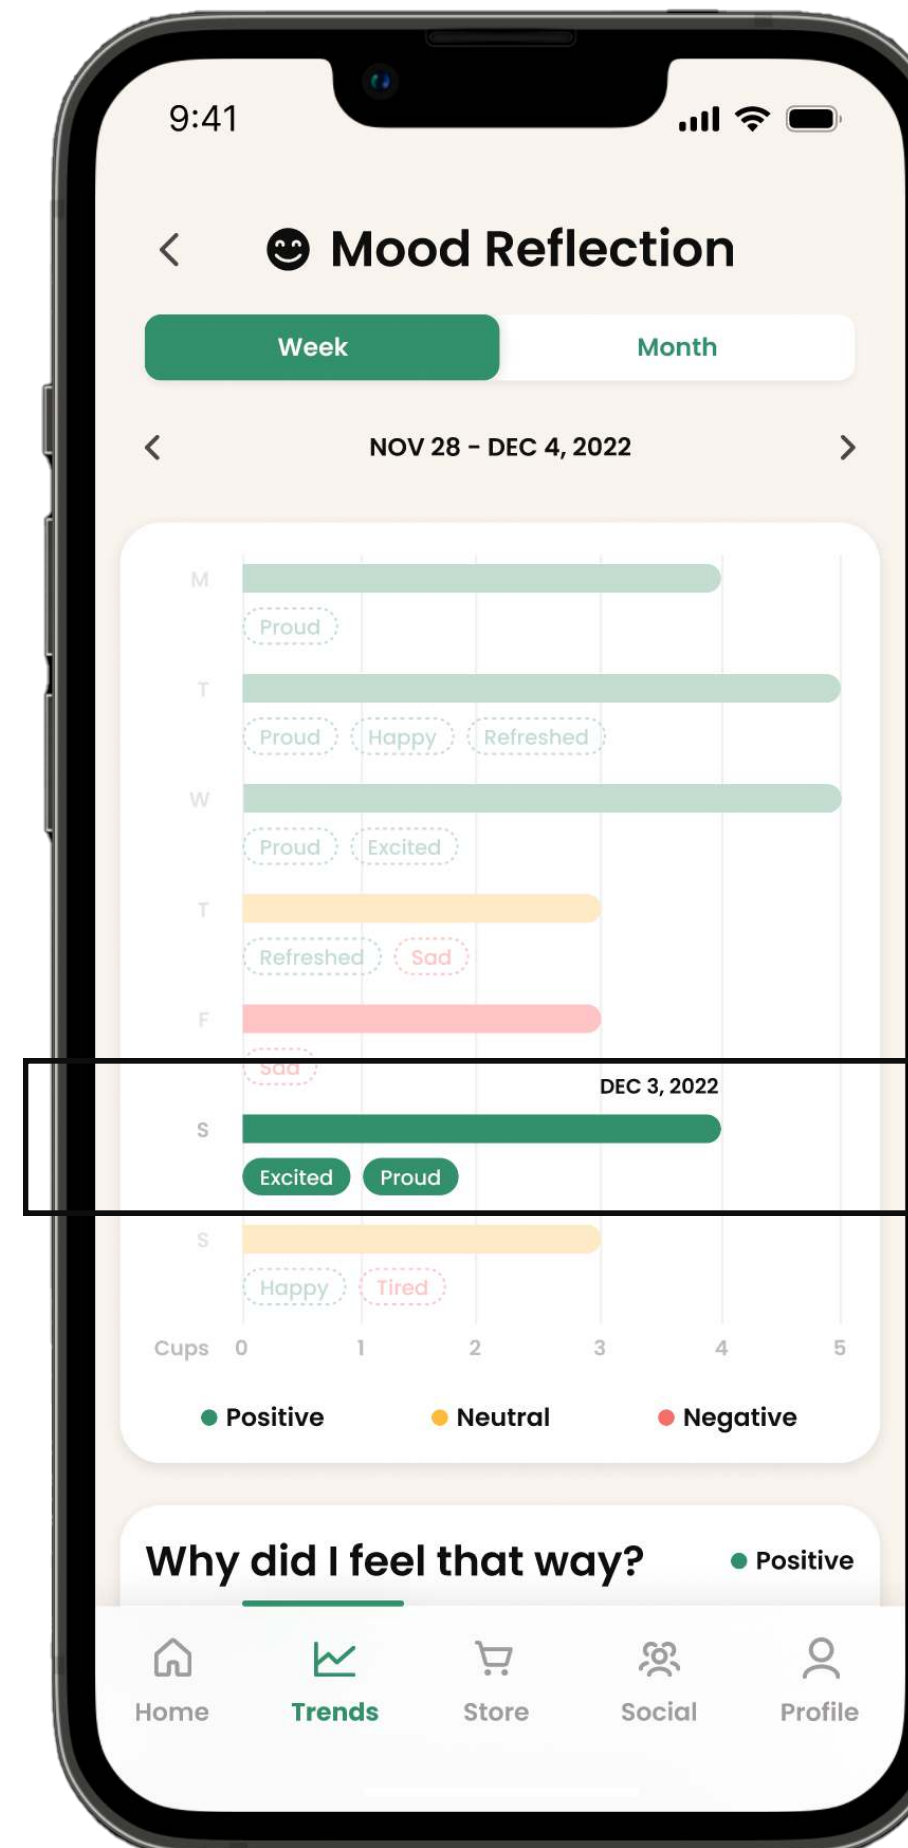 9:41
Mood Reflection
Week Month
NOV 28 - DEC 4, 2022
M
Proud
T
Proud Happy Refreshed
W
Proud Excited
T
Refreshed Sad
F
Sad
DEC 3, 2022
S
Excited Proud
S
Happy Tired
Cups 0 1 2 3 4 5
Positive Neutral Negative
Why did I feel that way? Positive
Home Trends Store Social Profile